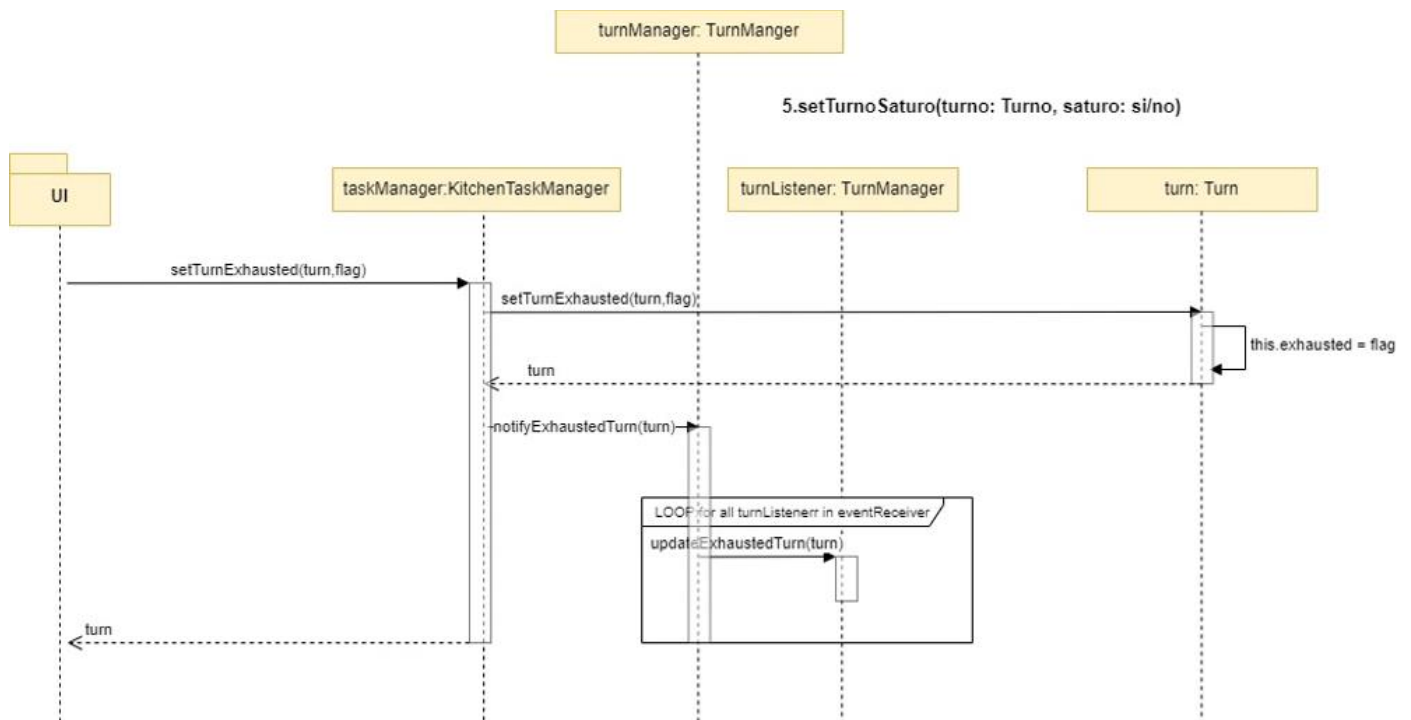 turnManager: TurnManger
5.setTurnoSaturo(turno: Turno, saturo: si/no)
UI
taskManager:KitchenTaskManager
turnListener: TurnManager
turn: Turn
setTurnExhausted(turn,flag)
setTurnExhausted(turn,flag)
this.exhausted = flag
turn
notifyExhaustedTurn(turn)
LOOP for all turnListenerr in eventReceiver
updateExhaustedTurn(turn)
turn